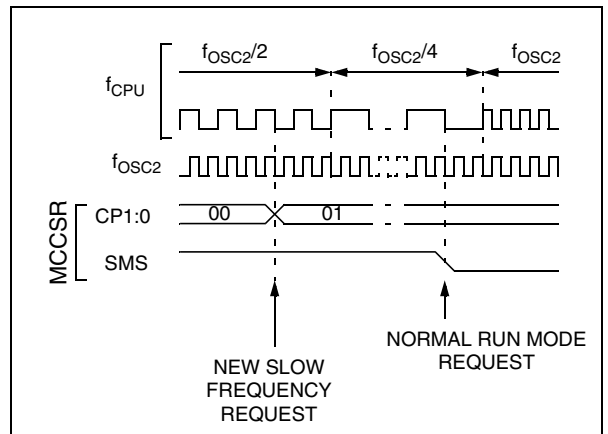 fOSC2/2 fOSC2/4 fOSC2
fCPU
fOSC2
MCCSR
CP1:0 00 01
SMS
NEW SLOW
FREQUENCY
REQUEST
NORMAL RUN MODE
REQUEST